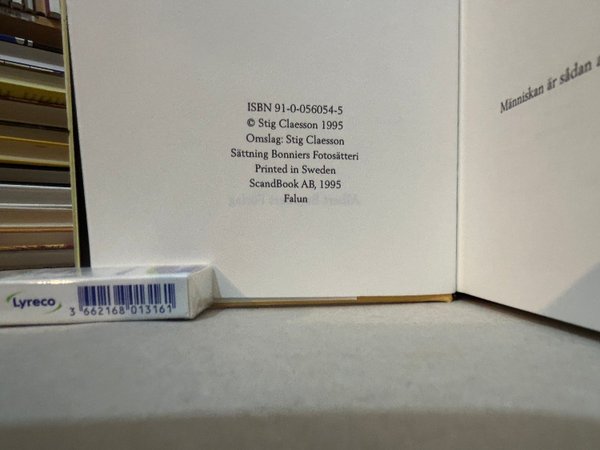 ISBN 91-0-056054-5
© Stig Claesson 1995
Omslag: Stig Claesson
Sättning Bonniers Fotosätteri
Printed in Sweden
ScandBook AB, 1995
Falun
Människan är sådan
Lyreco
3 662168 013161